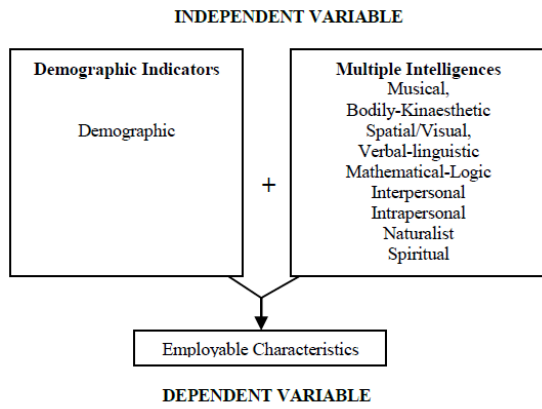 INDEPENDENT VARIABLE
Demographic Indicators
Demographic
+
Multiple Intelligences
Musical,
Bodily-Kinaesthetic
Spatial/Visual,
Verbal-linguistic
Mathematical-Logic
Interpersonal
Intrapersonal
Naturalist
Spiritual
Employable Characteristics
DEPENDENT VARIABLE